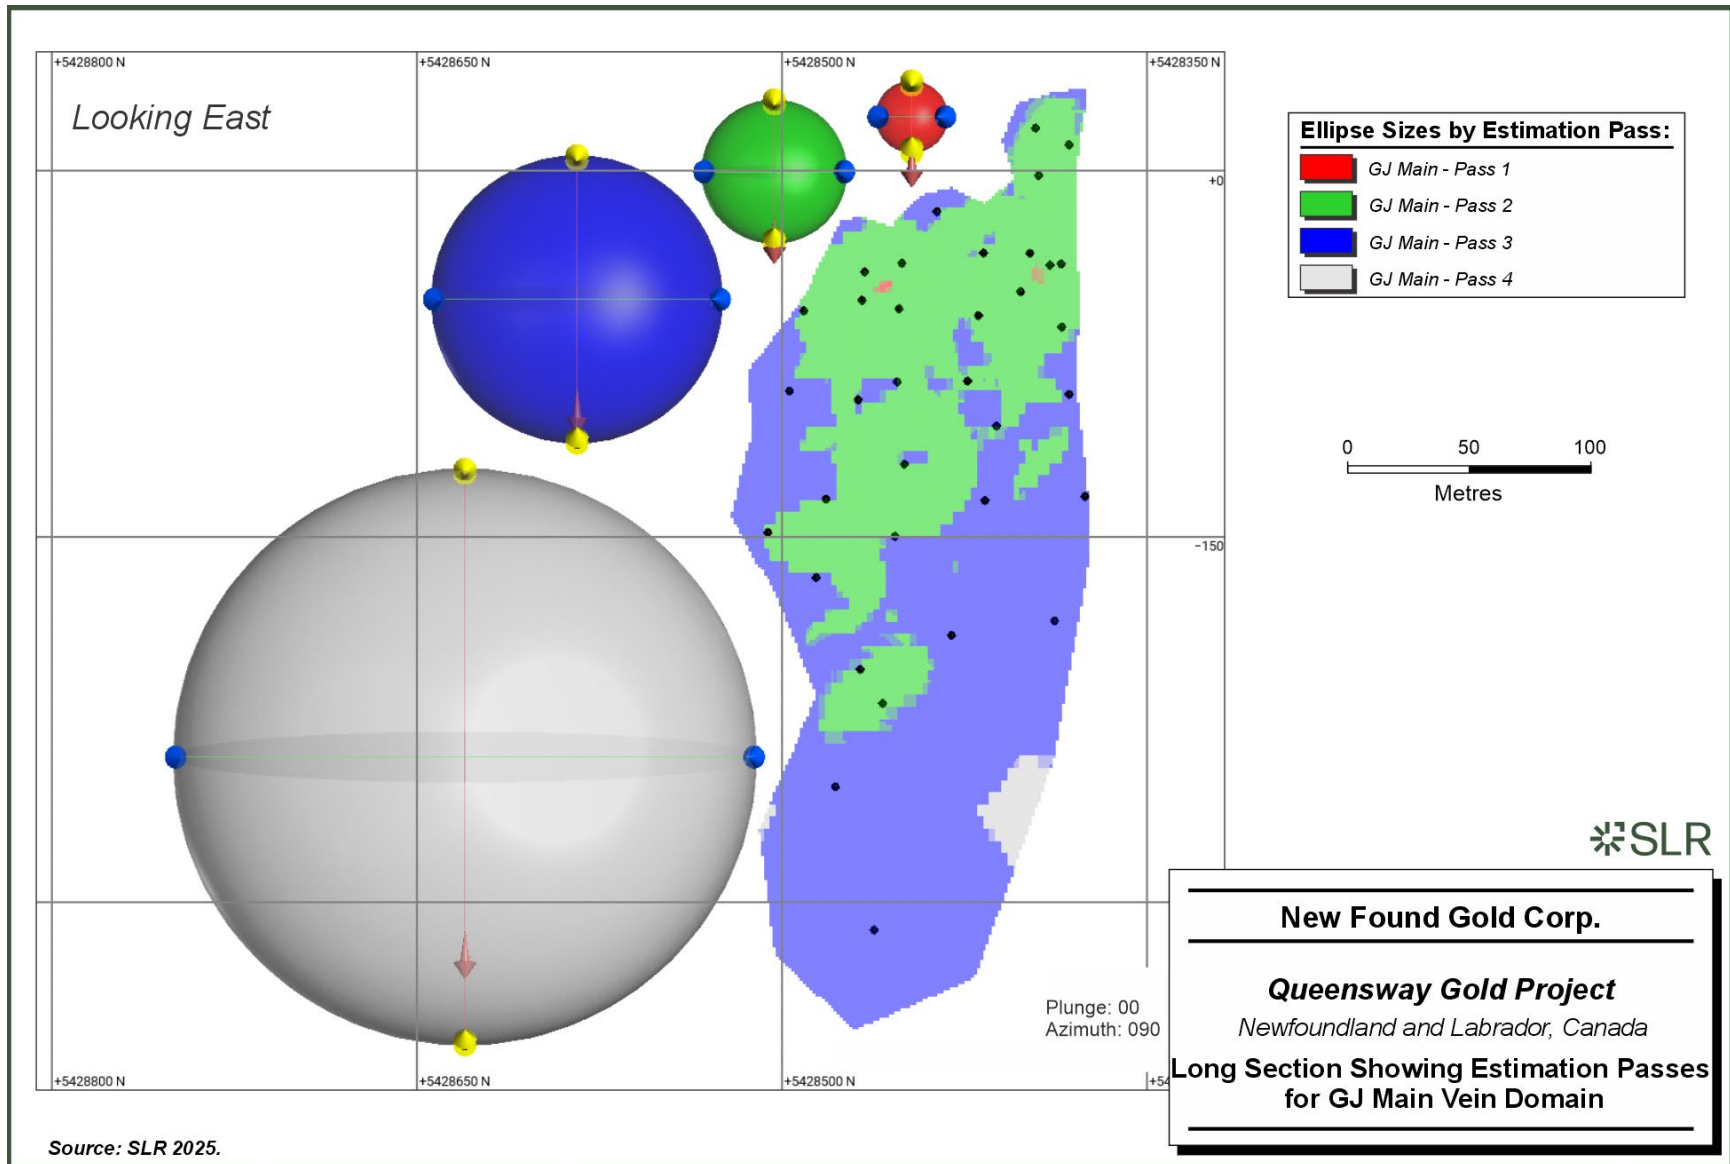 +5428800 N
+5428650 N
+5428500 N
+5428350 N
Looking East
+0
-150
Ellipse Sizes by Estimation Pass:
GJ Main - Pass 1
GJ Main - Pass 2
GJ Main - Pass 3
GJ Main - Pass 4
0 50 100
Metres
SLR
Plunge: 00
Azimuth: 090
+5428800 N
+5428650 N
+5428500 N
New Found Gold Corp.
Queensway Gold Project
Newfoundland and Labrador, Canada
Long Section Showing Estimation Passes
for GJ Main Vein Domain
Source: SLR 2025.